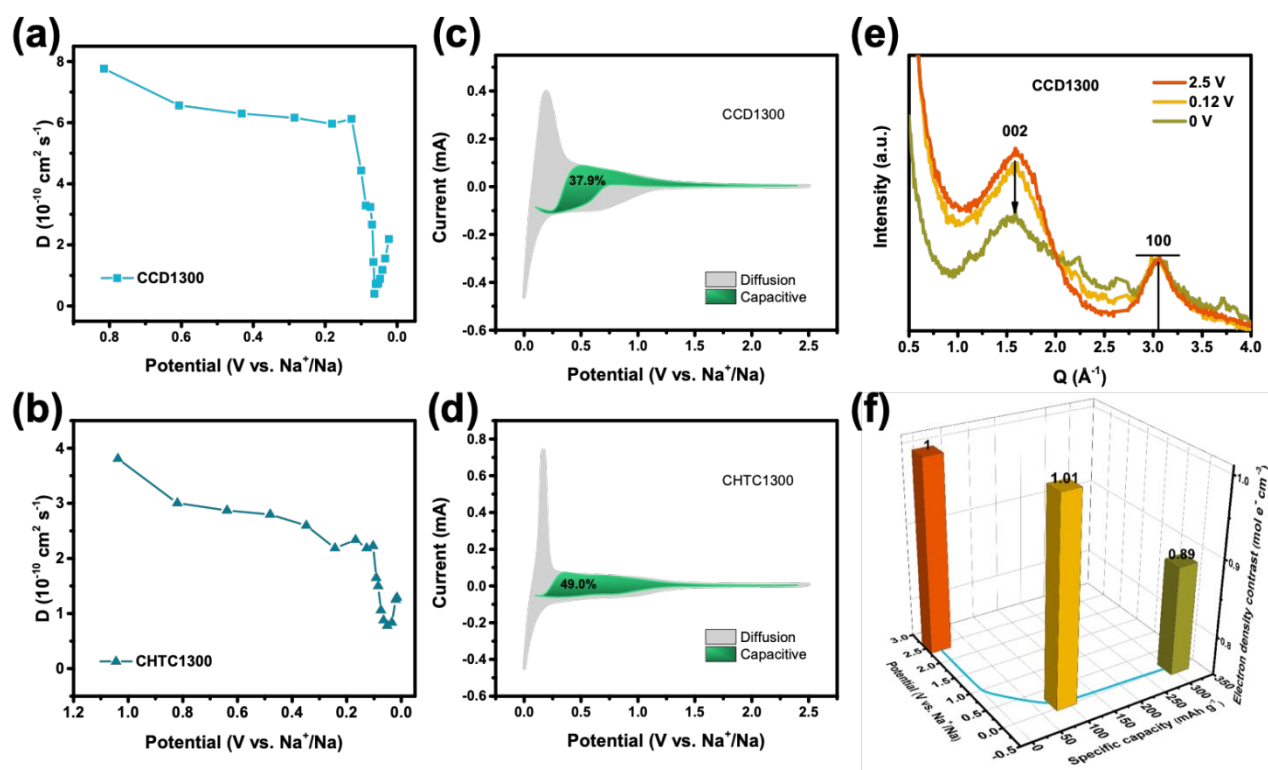 (a)
8
6
4
2
0
D (10⁻¹⁰ cm² s⁻¹)
CCD1300
0.8 0.6 0.4 0.2 0.0
Potential (V vs. Na⁺/Na)
(b)
4
3
2
1
0
D (10⁻¹⁰ cm² s⁻¹)
CHTC1300
1.2 1.0 0.8 0.6 0.4 0.2 0.0
Potential (V vs. Na⁺/Na)
(c)
0.4
0.2
0.0
-0.2
-0.4
-0.6
Current (mA)
CCD1300
37.9%
Diffusion
Capacitive
0.0 0.5 1.0 1.5 2.0 2.5
Potential (V vs. Na⁺/Na)
(d)
0.8
0.6
0.4
0.2
0.0
-0.2
-0.4
-0.6
Current (mA)
CHTC1300
49.0%
Diffusion
Capacitive
0.0 0.5 1.0 1.5 2.0 2.5
Potential (V vs. Na⁺/Na)
(e)
CCD1300
2.5 V
0.12 V
0 V
002
100
Intensity (a.u.)
0.5 1.0 1.5 2.0 2.5 3.0 3.5 4.0
Q (Å⁻¹)
(f)
1
1.01
0.89
1.0
0.9
0.8
Electron density contrast (mol e⁻ cm⁻³)
3.0
2.5
2.0
1.5
1.0
0.5
0.0
-0.5
Potential (V vs. Na⁺/Na)
0 50 100 150 200 250 300 350
Specific capacity (mAh g⁻¹)